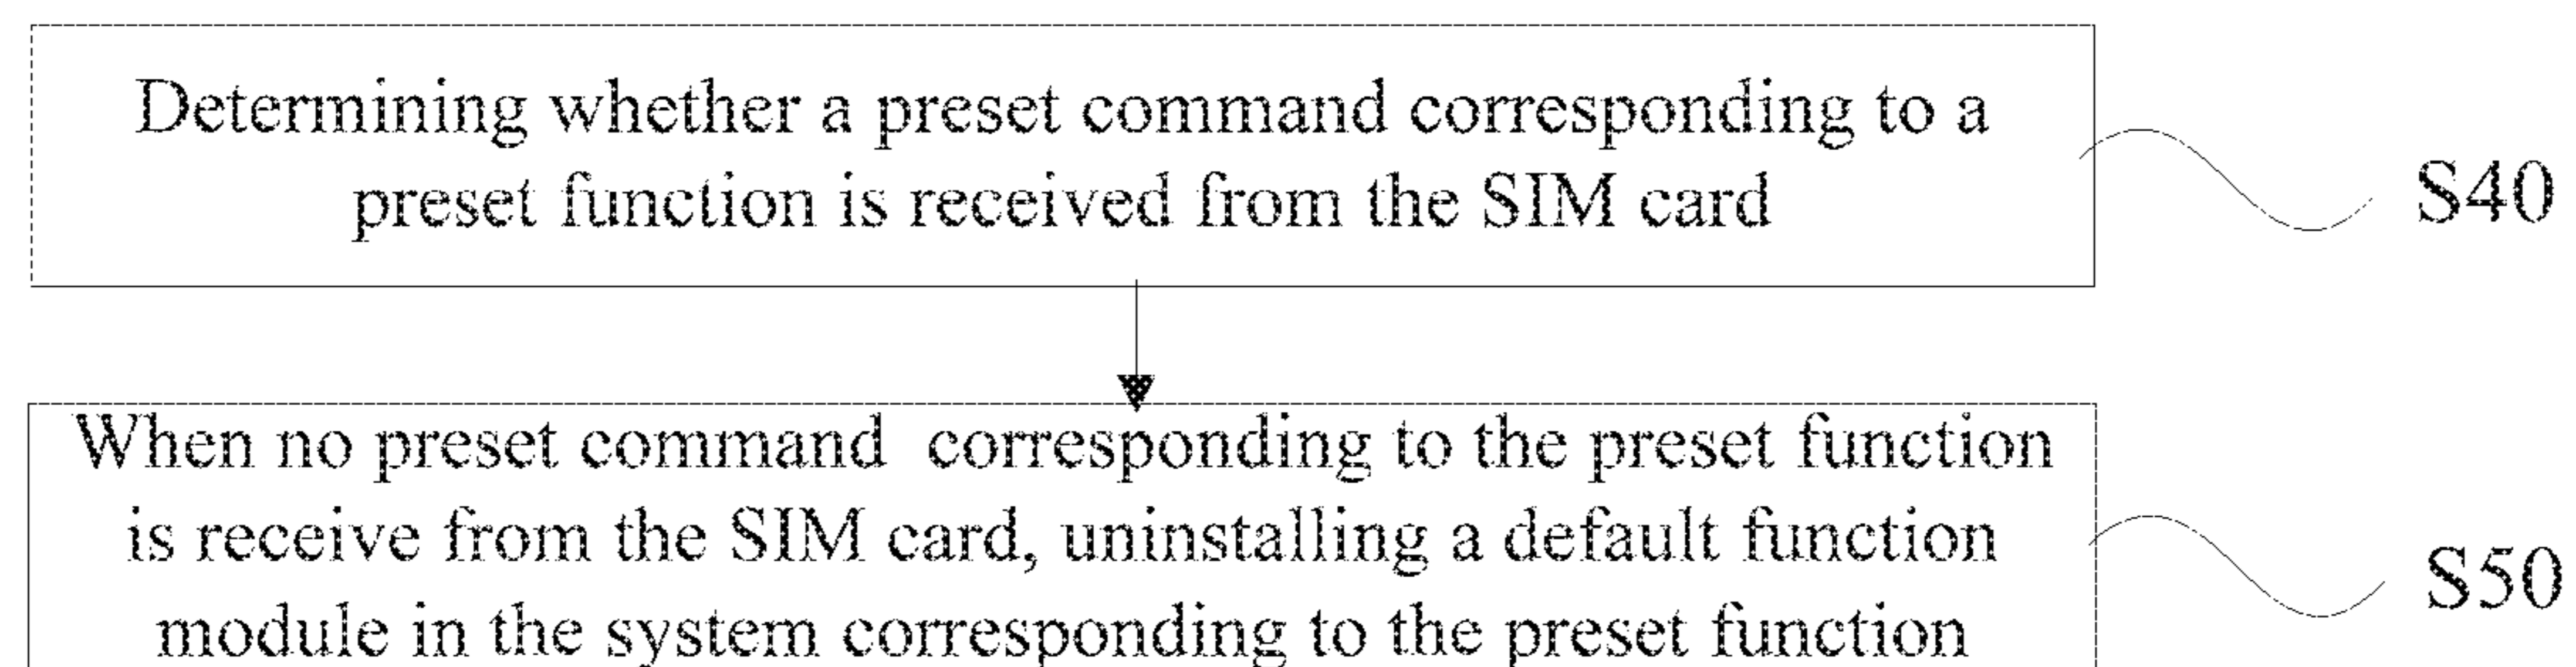 Determining whether a preset command corresponding to a
preset function is received from the SIM card
S40
When no preset command corresponding to the preset function
is receive from the SIM card, uninstalling a default function
module in the system corresponding to the preset function
S50